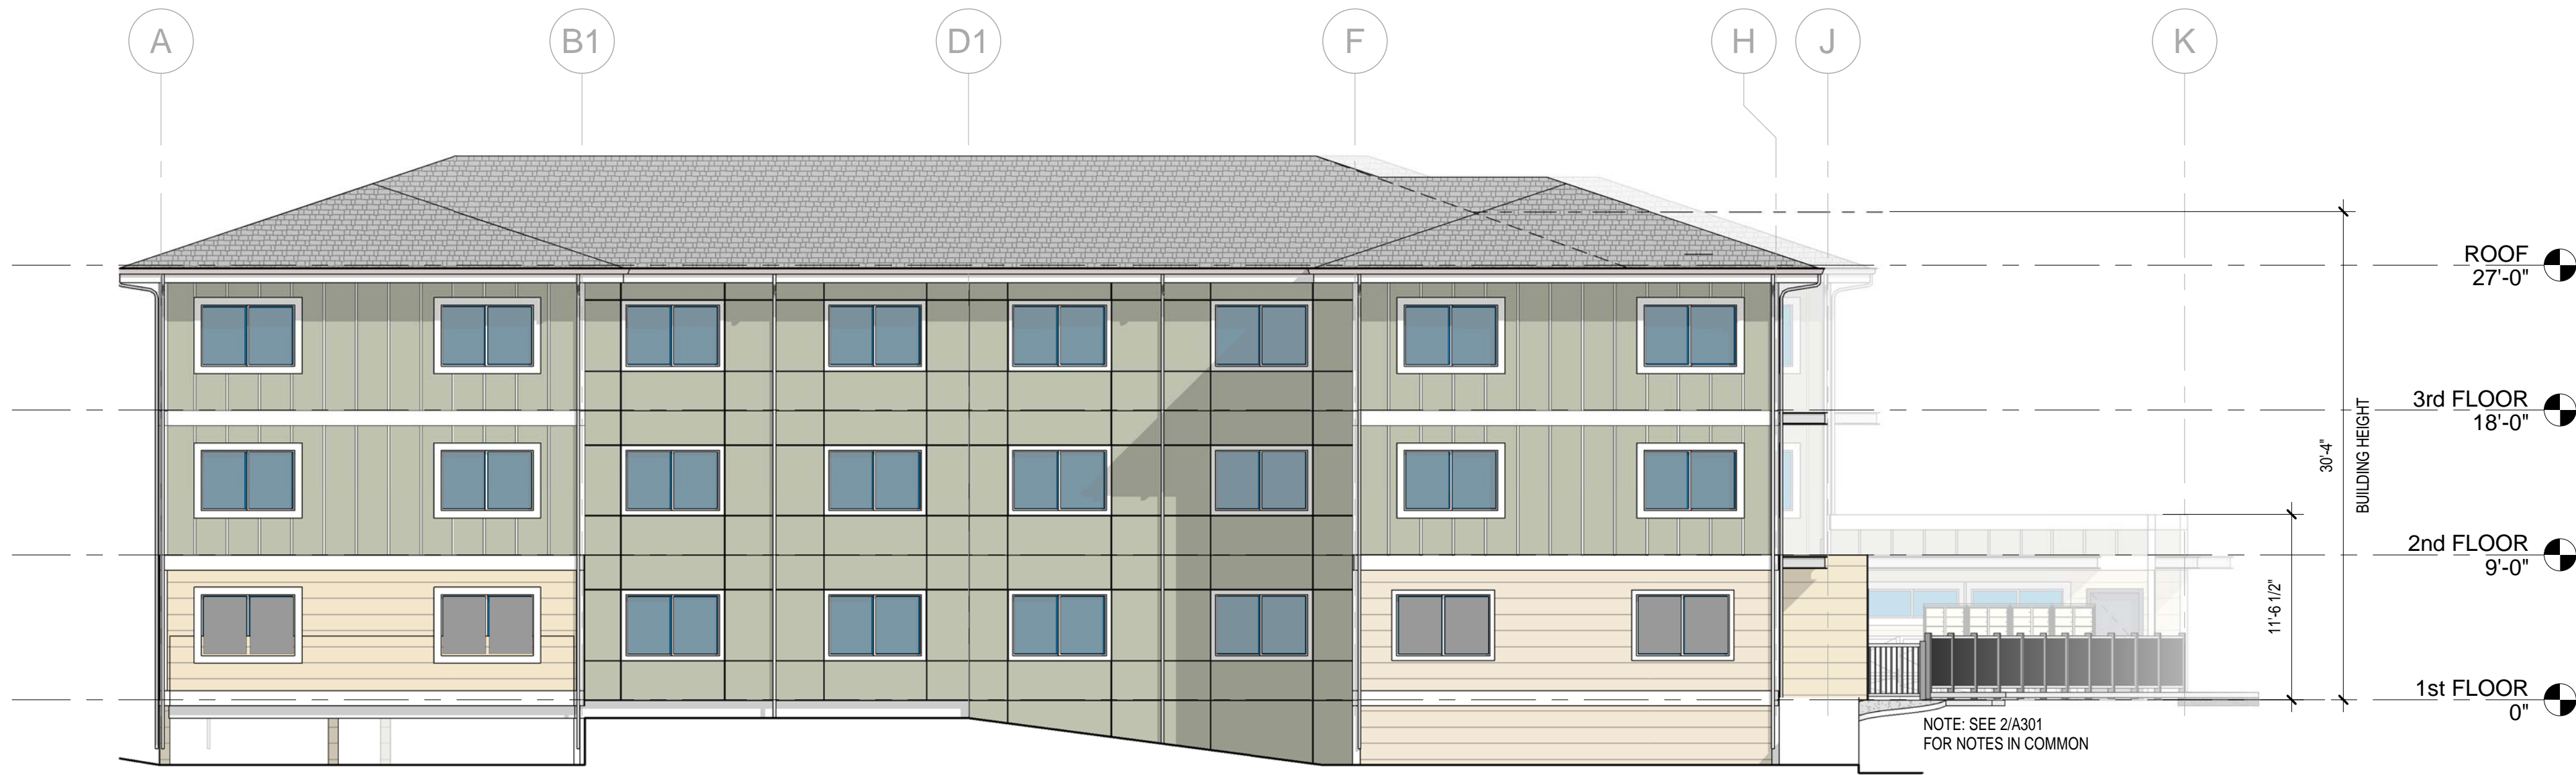 A
B1
D1
F
H
J
K
ROOF
27'-0"
3rd FLOOR
18'-0"
30'-4"
BUILDING HEIGHT
2nd FLOOR
9'-0"
11'-6 1/2"
1st FLOOR
0"
NOTE: SEE 2/A301
FOR NOTES IN COMMON